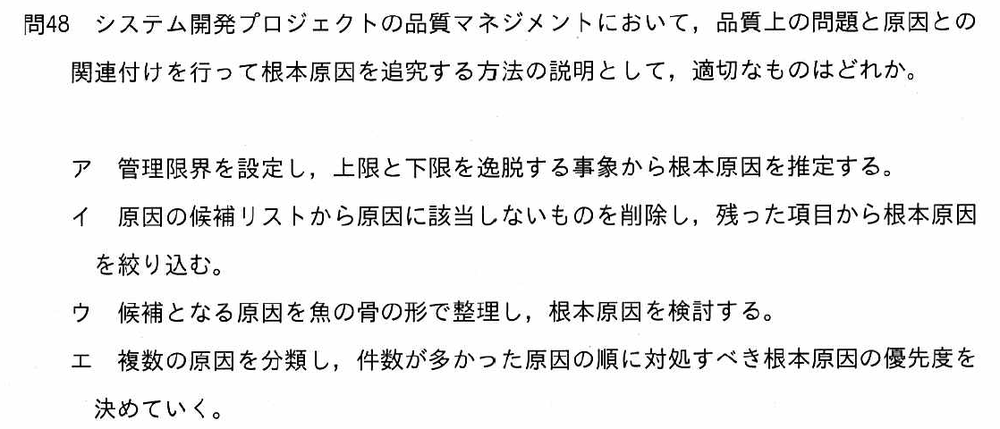 問48 システム開発プロジェクトの品質マネジメントにおいて，品質上の問題と原因との
関連付けを行って根本原因を追究する方法の説明として，適切なものはどれか。
ア 管理限界を設定し，上限と下限を逸脱する事象から根本原因を推定する。
イ 原因の候補リストから原因に該当しないものを削除し，残った項目から根本原因
を絞り込む。
ウ 候補となる原因を魚の骨の形で整理し，根本原因を検討する。
エ 複数の原因を分類し，件数が多かった原因の順に対処すべき根本原因の優先度を
決めていく。